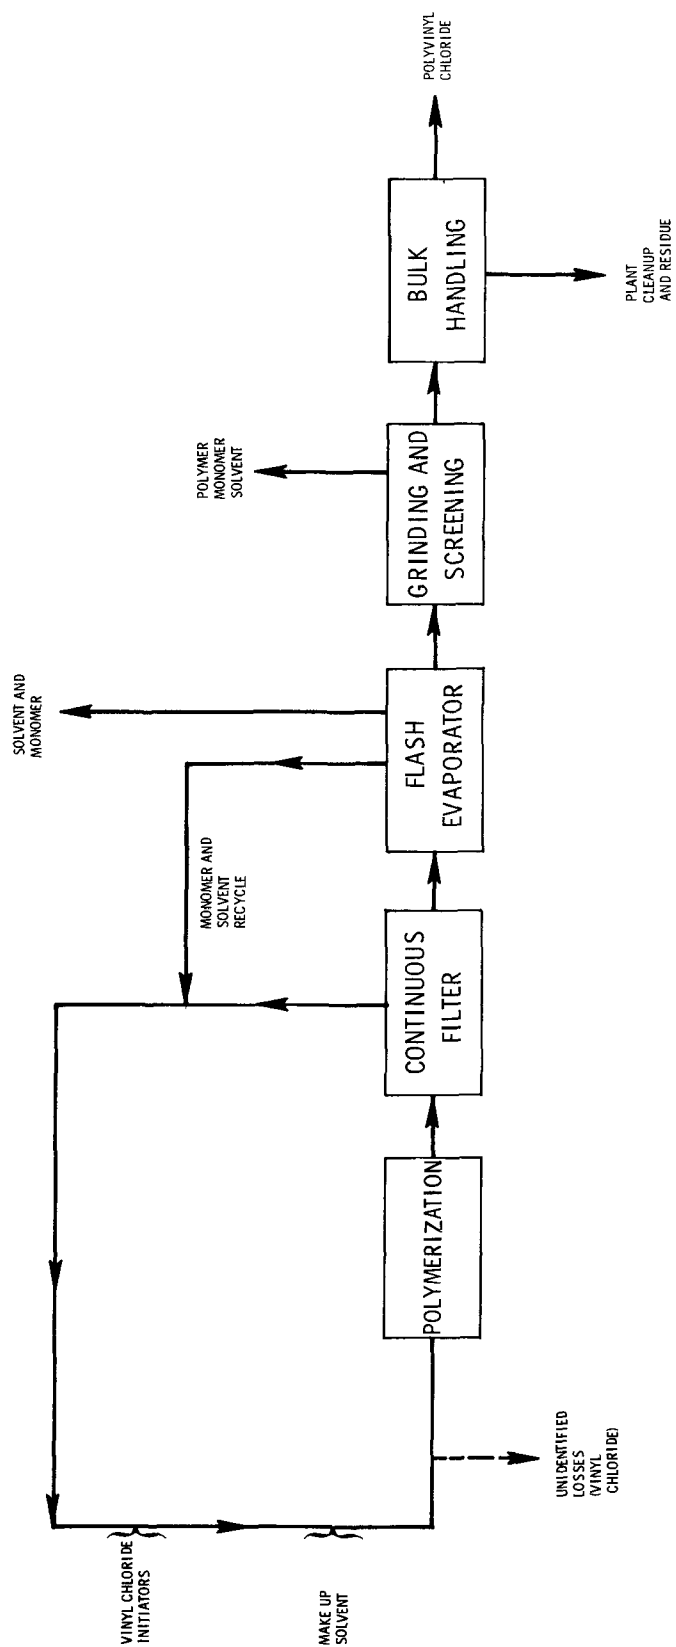 VINYL CHLORIDE
INITIATORS
MAKE UP
SOLVENT
UNIDENTIFIED
LOSSES
(VINYL
CHLORIDE)
POLYMERIZATION
CONTINUOUS
FILTER
MONOMER AND
SOLVENT
RECYCLE
FLASH
EVAPORATOR
SOLVENT AND
MONOMER
GRINDING AND
SCREENING
POLYMER
MONOMER
SOLVENT
BULK
HANDLING
PLANT
CLEANUP
AND RESIDUE
POLYVINYL
CHLORIDE